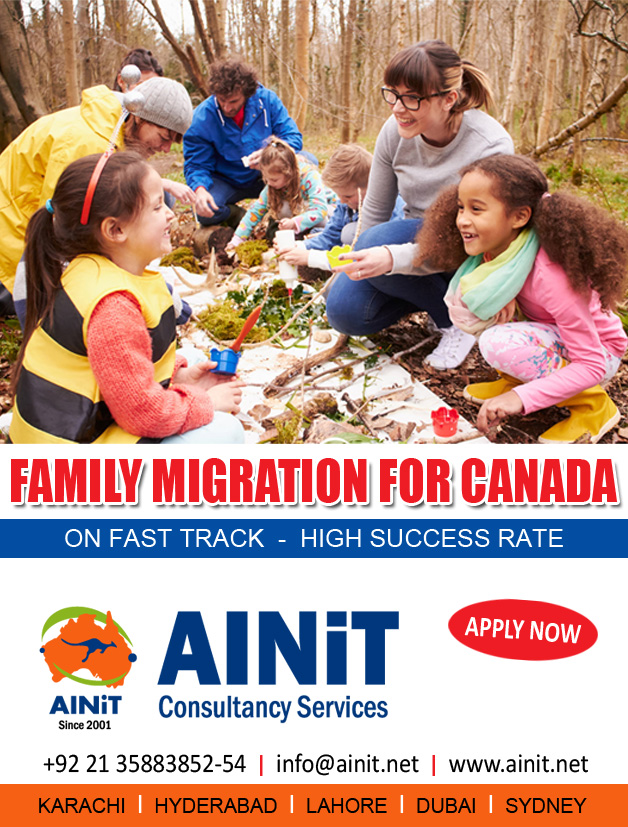 FAMILY MIGRATION FOR CANADA
ON FAST TRACK - HIGH SUCCESS RATE
AINiT
Since 2001
AINiT
Consultancy Services
APPLY NOW
+92 21 35883852-54 | info@ainit.net | www.ainit.net
KARACHI | HYDERABAD | LAHORE | DUBAI | SYDNEY